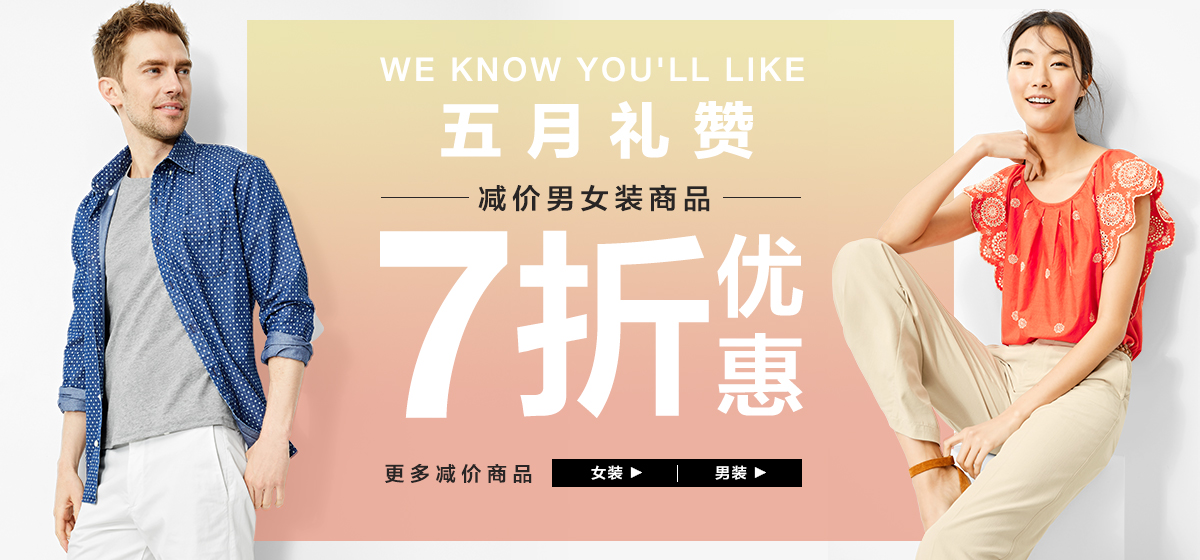 WE KNOW YOU'LL LIKE
五月礼赞
减价男女装商品
7折优惠
更多减价商品 女装 ▶ | 男装 ▶